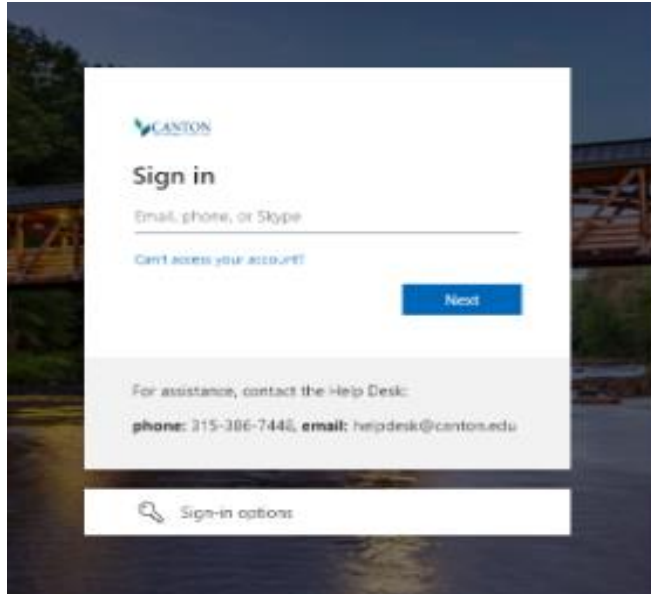 CANTON
Sign in
Email, phone, or Skype
Can't access your account?
Next
For assistance, contact the Help Desk:
phone: 315-386-7448, email: helpdesk@canton.edu
Sign-in options